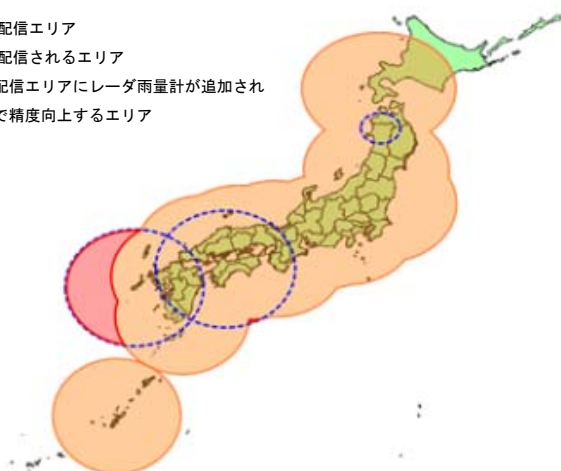 配信エリア
配信されるエリア
配信エリアにレーダ雨量計が追加され
で精度向上するエリア